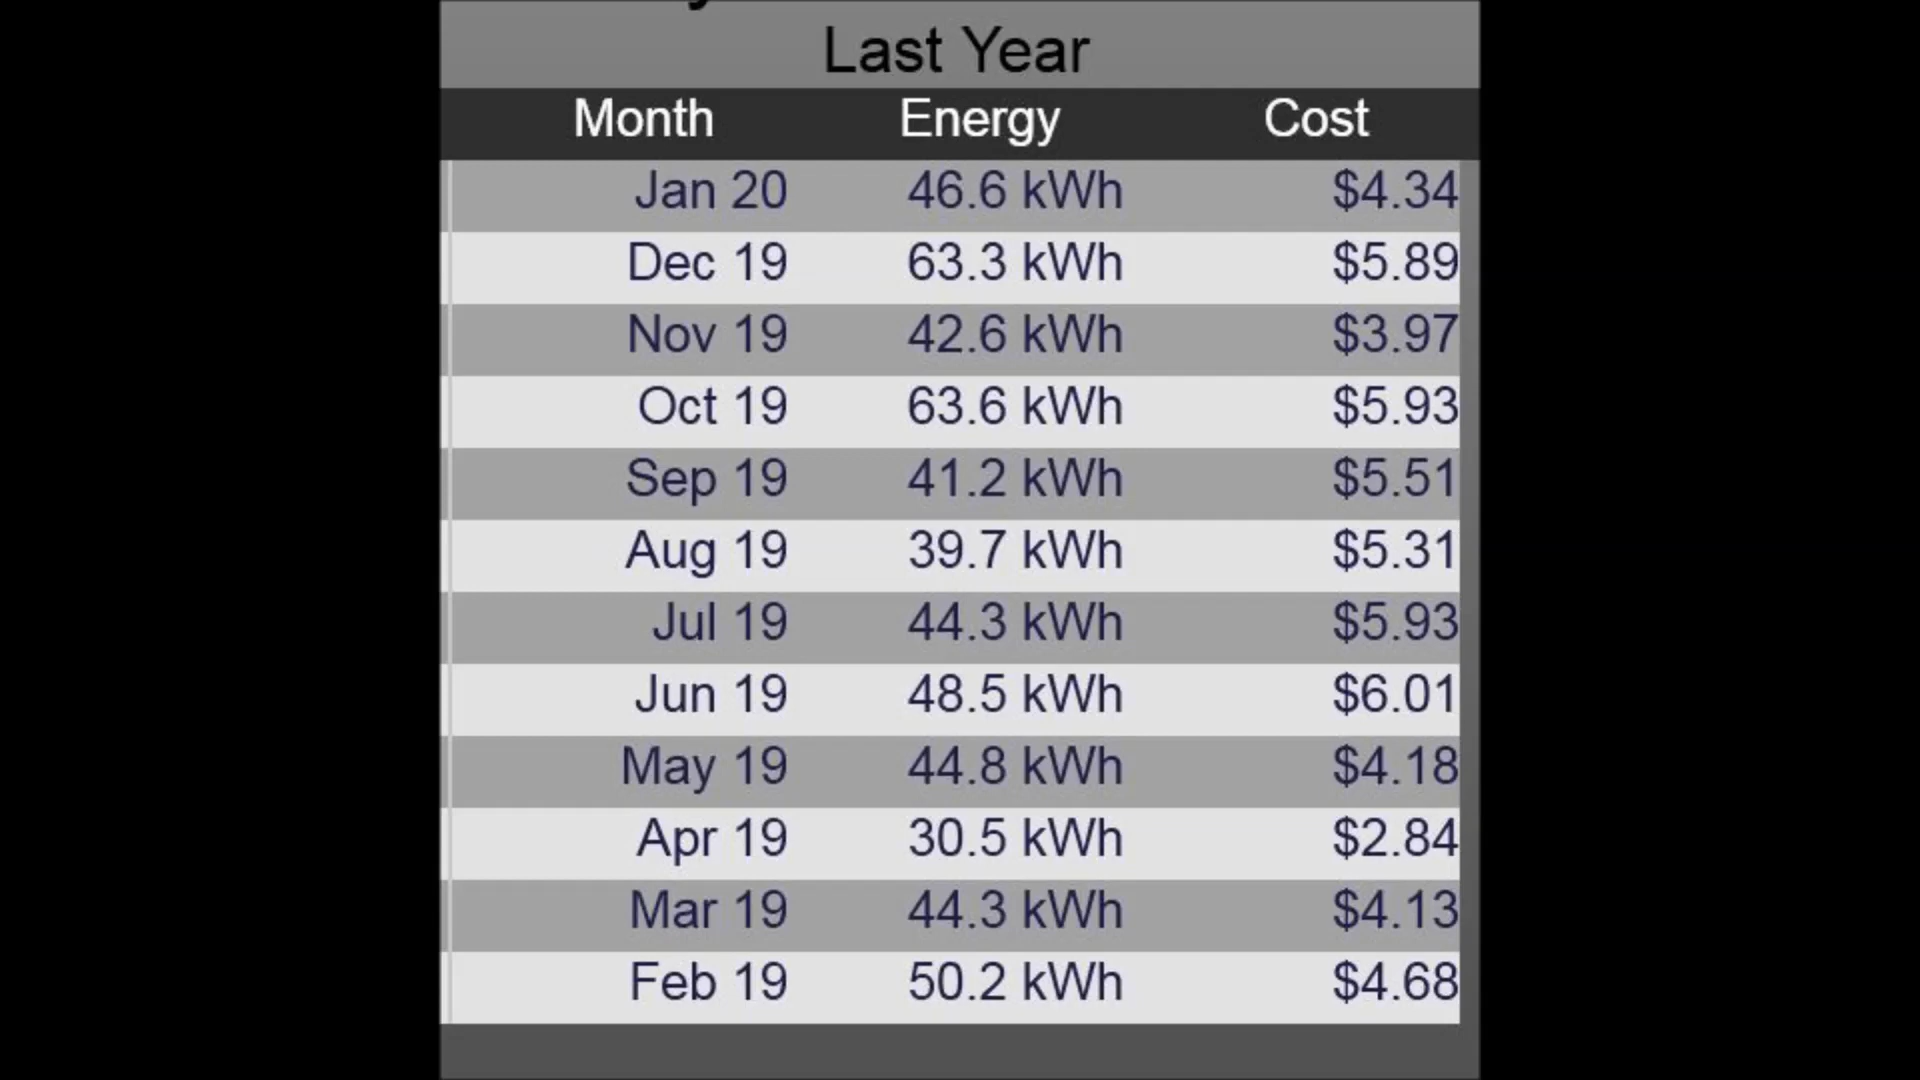 Last Year
Month Energy Cost
Jan 20 46.6 kWh $4.34
Dec 19 63.3 kWh $5.89
Nov 19 42.6 kWh $3.97
Oct 19 63.6 kWh $5.93
Sep 19 41.2 kWh $5.51
Aug 19 39.7 kWh $5.31
Jul 19 44.3 kWh $5.93
Jun 19 48.5 kWh $6.01
May 19 44.8 kWh $4.18
Apr 19 30.5 kWh $2.84
Mar 19 44.3 kWh $4.13
Feb 19 50.2 kWh $4.68